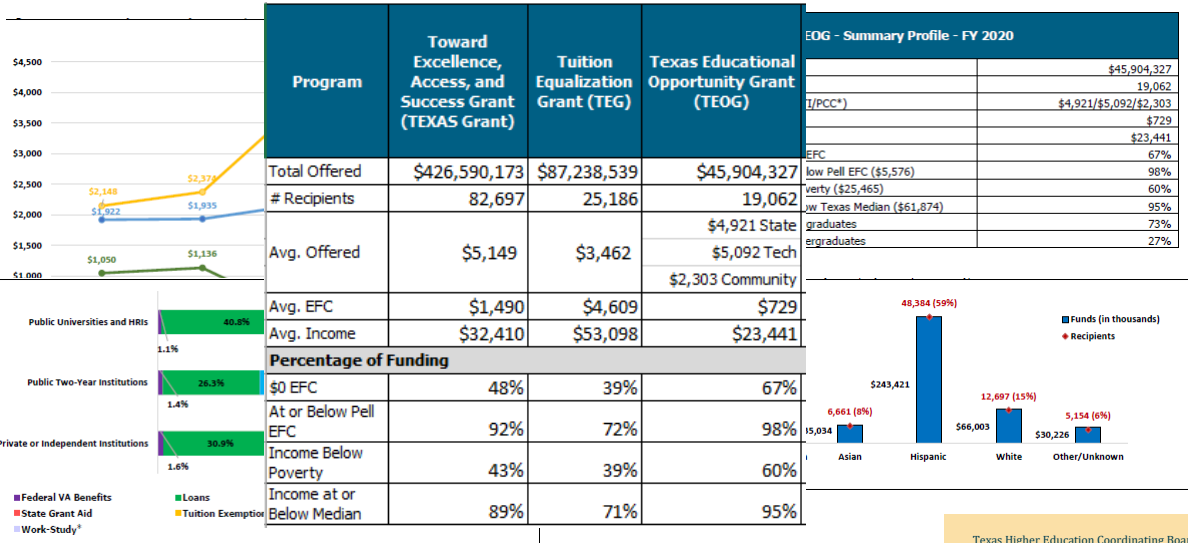 $4,500
$4,000
$3,500
$3,000
$2,500
$2,000
$1,500
$1,000
$2,148
$2,374
$1,922
$1,935
$1,050
$1,136
Public Universities and HRIs
40.8%
1.1%
Public Two-Year Institutions
26.3%
1.4%
Private or Independent Institutions
30.9%
1.6%
Federal VA Benefits
Loans
State Grant Aid
Tuition Exemption
Work-Study*
Program
Toward
Excellence,
Access, and
Success Grant
(TEXAS Grant)
Tuition
Equalization
Grant (TEG)
Texas Educational
Opportunity Grant
(TEOG)
Total Offered $426,590,173 $87,238,539 $45,904,327
# Recipients 82,697 25,186 19,062
Avg. Offered $5,149 $3,462
$4,921 State
$5,092 Tech
$2,303 Community
Avg. EFC $1,490 $4,609 $729
Avg. Income $32,410 $53,098 $23,441
Percentage of Funding
$0 EFC 48% 39% 67%
At or Below Pell
EFC 92% 72% 98%
Income Below
Poverty 43% 39% 60%
Income at or
Below Median 89% 71% 95%
EOG - Summary Profile - FY 2020
$45,904,327
19,062
I/PCC*) $4,921/$5,092/$2,303
$729
$23,441
EFC 67%
low Pell EFC ($5,576) 98%
verty ($25,465) 60%
ow Texas Median ($61,874) 95%
graduates 73%
ergraduates 27%
48,384 (59%)
Funds (in thousands)
Recipients
$243,421
12,697 (15%)
6,661 (8%)
5,154 (6%)
5,034
$66,003
$30,226
Asian
Hispanic
White
Other/Unknown
Texas Higher Education Coordinating Boar